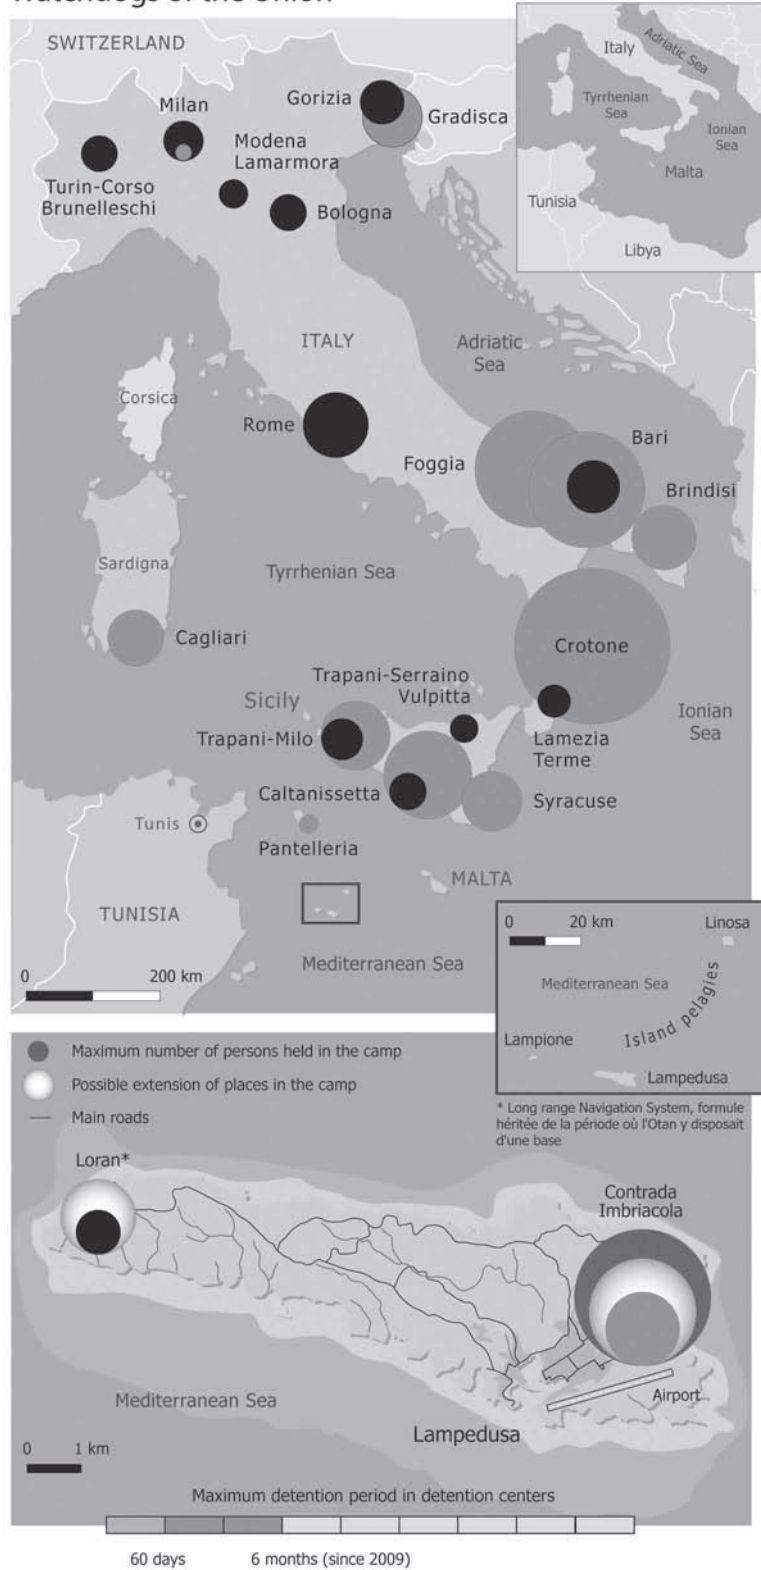 SWITZERLAND
Milan
Gorizia
Gradisca
Modena
Lamarmora
Turin-Corso
Brunelleschi
Bologna
Italy
Adriatic Sea
Tyrrhenian
Sea
Ionian
Sea
Malta
Tunisia
Libya
ITALY
Adriatic
Sea
Corsica
Rome
Foggia
Bari
Brindisi
Sardigna
Tyrrhenian Sea
Cagliari
Crotone
Trapani-Serraino
Vulpitta
Sicily
Ionian
Sea
Trapani-Milo
Lamezia
Terme
Caltanissetta
Syracuse
Tunis
Pantelleria
MALTA
TUNISIA
Mediterranean Sea
0 200 km
0 20 km
Linosa
Mediterranean Sea
Island pelagies
Lampione
Lampedusa
Maximum number of persons held in the camp
Possible extension of places in the camp
Main roads
* Long range Navigation System, formule
héritée de la période où l'Otan y disposait
d'une base
Loran*
Contrada
Imbriacola
Mediterranean Sea
Airport
Lampedusa
0 1 km
Maximum detention period in detention centers
60 days 6 months (since 2009)